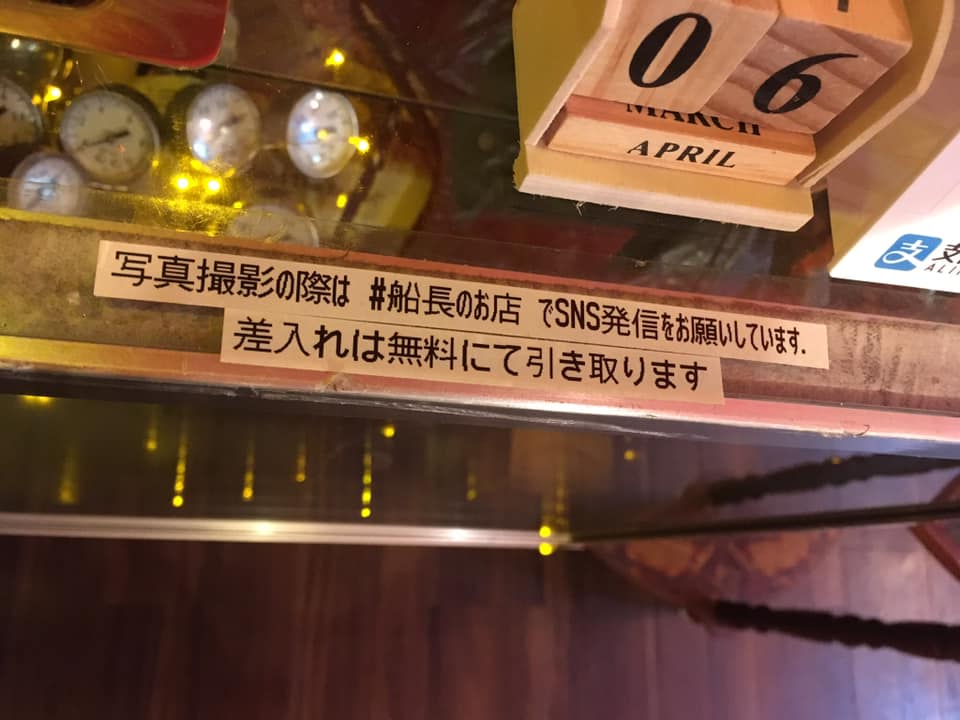 06
MARCH
APRIL
支
ALI
写真撮影の際は #船長のお店 でSNS発信をお願いしています.
差入れは無料にて引き取ります